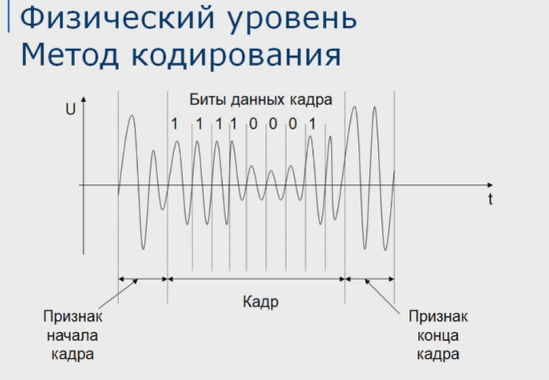 Физический уровень
Метод кодирования
Биты данных кадра
U
1 1 1 1 0 0 0 1
t
Кадр
Признак
начала
кадра
Признак
конца
кадра